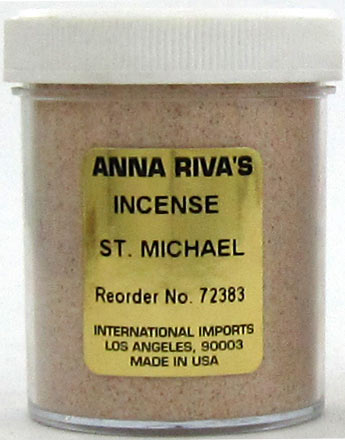 ANNA RIVA'S
INCENSE
ST. MICHAEL
Reorder No. 72383
INTERNATIONAL IMPORTS
LOS ANGELES, 90003
MADE IN USA